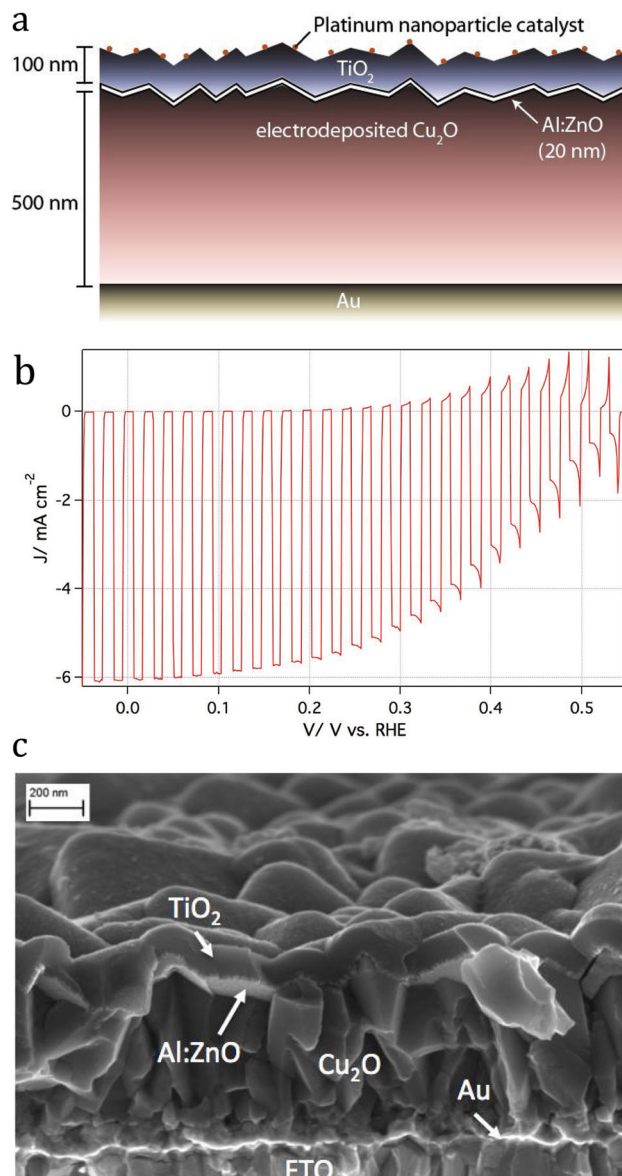 a
Platinum nanoparticle catalyst
100 nm
TiO₂
electrodeposited Cu₂O
Al:ZnO
(20 nm)
500 nm
Au
b
J/ mA cm⁻²
0
-2
-4
-6
0.0 0.1 0.2 0.3 0.4 0.5
V/ V vs. RHE
c
200 nm
TiO₂
Al:ZnO
Cu₂O
Au
FTO